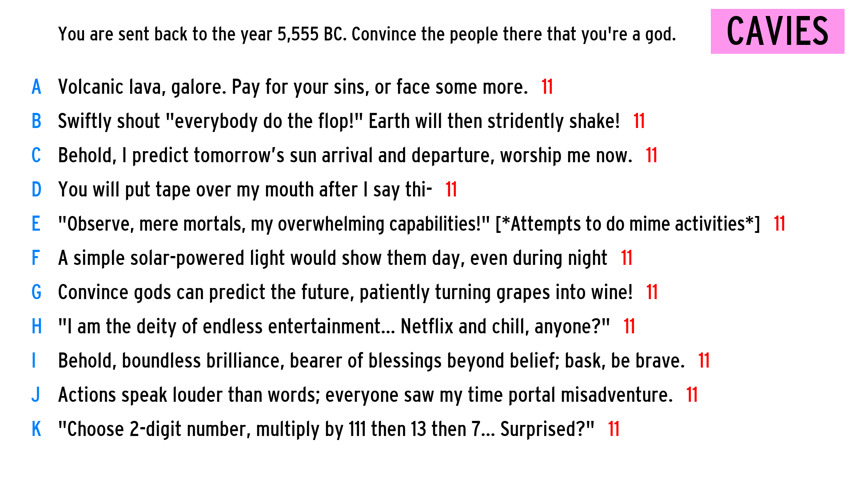 You are sent back to the year 5,555 BC. Convince the people there that you're a god.
CAVIES
A Volcanic lava, galore. Pay for your sins, or face some more. 11
B Swiftly shout "everybody do the flop!" Earth will then stridently shake! 11
C Behold, I predict tomorrow’s sun arrival and departure, worship me now. 11
D You will put tape over my mouth after I say thi- 11
E "Observe, mere mortals, my overwhelming capabilities!" [*Attempts to do mime activities*] 11
F A simple solar-powered light would show them day, even during night 11
G Convince gods can predict the future, patiently turning grapes into wine! 11
H "I am the deity of endless entertainment... Netflix and chill, anyone?" 11
I Behold, boundless brilliance, bearer of blessings beyond belief; bask, be brave. 11
J Actions speak louder than words; everyone saw my time portal misadventure. 11
K "Choose 2-digit number, multiply by 111 then 13 then 7... Surprised?" 11